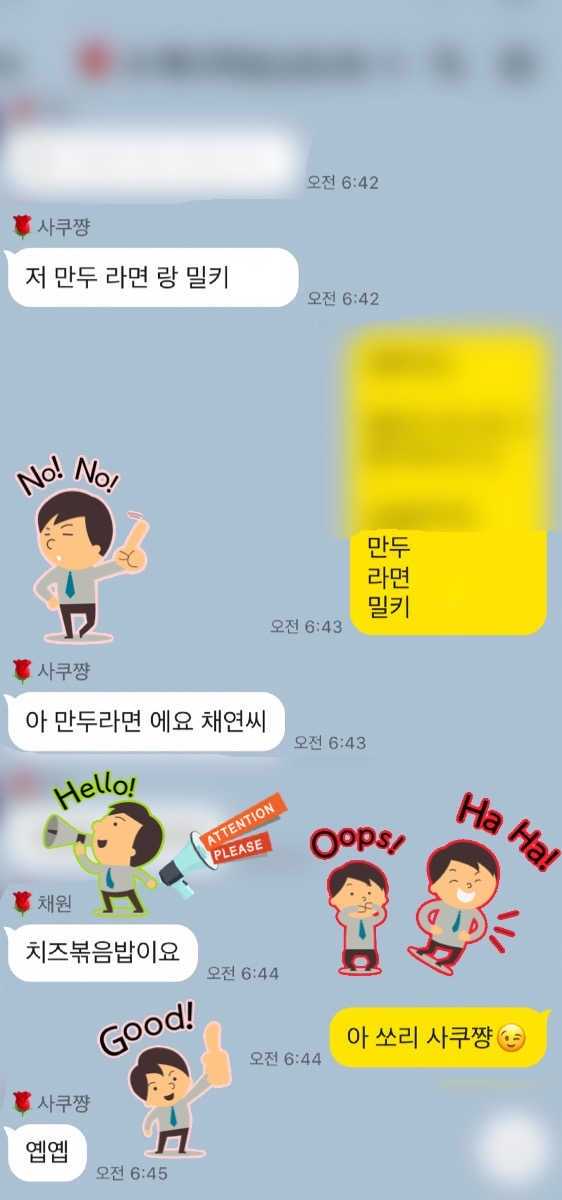 오전 6:42
🌹 사쿠쨩
저 만두 라면 랑 밀키
오전 6:42
No! No!
만두
라면
밀키
오전 6:43
🌹 사쿠쨩
아 만두라면 에요 채연씨
오전 6:43
Hello!
ATTENTION
PLEASE
Oops!
Ha Ha!
🌹 채원
치즈볶음밥이요
오전 6:44
Good!
아 쏘리 사쿠쨩😉
오전 6:44
🌹 사쿠쨩
옙옙
오전 6:45